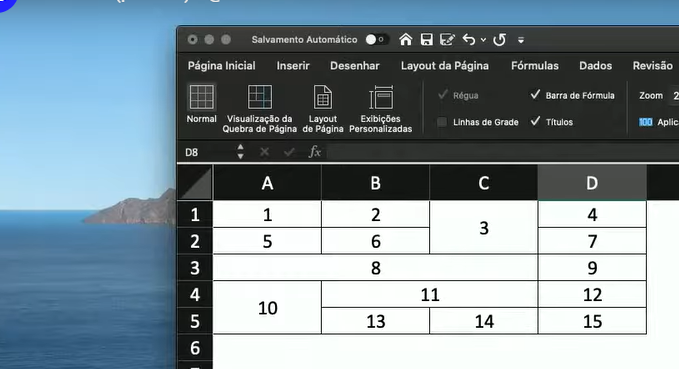 Salvamento Automático
Página Inicial Inserir Desenhar Layout da Página Fórmulas Dados Revisão
Régua Barra de Fórmula Zoom
Normal Visualização da Quebra de Página Layout de Página Exibições Personalizadas Linhas de Grade Títulos 100
D8 fx
A B C D
1 1 2 3 4
2 5 6 7
3 8 9
4 10 11 12
5 13 14 15
6